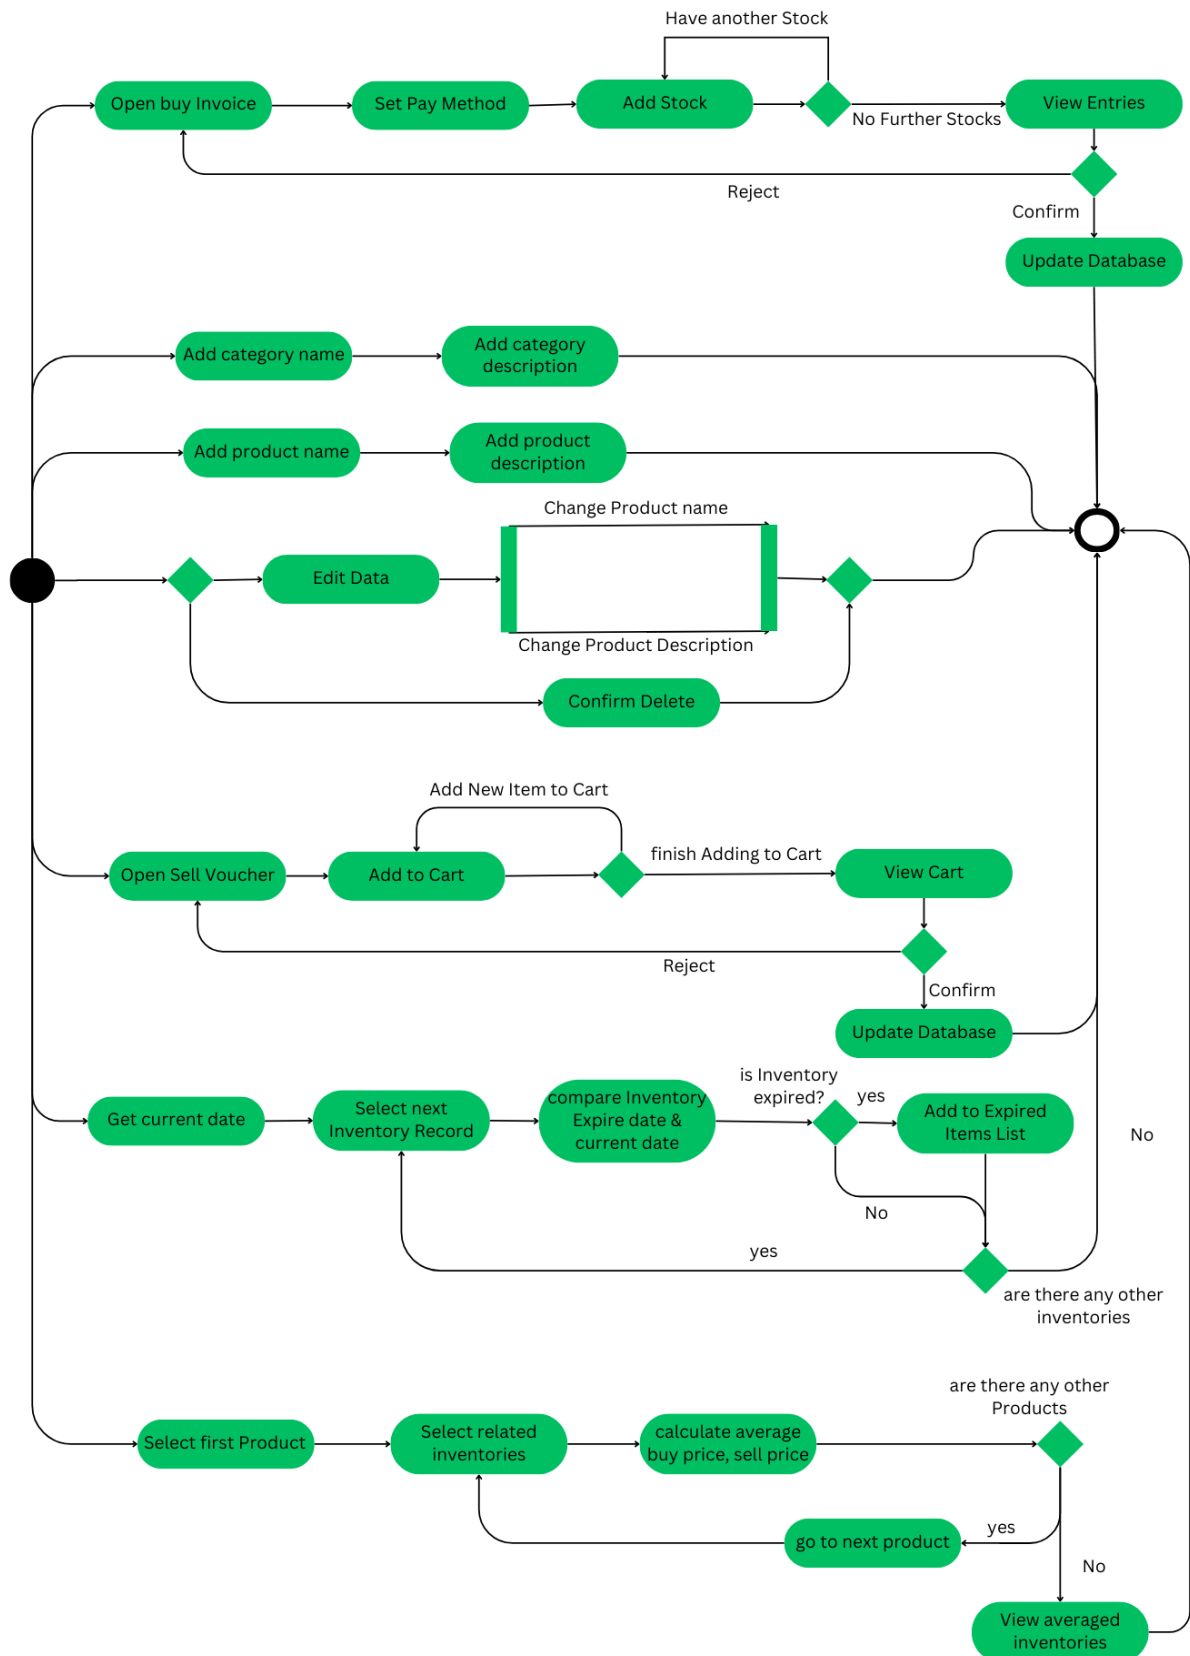 Have another Stock
Open buy Invoice
Set Pay Method
Add Stock
View Entries
No Further Stocks
Reject
Confirm
Update Database
Add category name
Add category
description
Add product name
Add product
description
Change Product name
Edit Data
Change Product Description
Confirm Delete
Add New Item to Cart
finish Adding to Cart
Open Sell Voucher
Add to Cart
View Cart
Reject
Confirm
Update Database
is Inventory
expired?
yes
Get current date
Select next
Inventory Record
compare Inventory
Expire date &
current date
Add to Expired
Items List
No
No
yes
are there any other
inventories
are there any other
Products
Select first Product
Select related
inventories
calculate average
buy price, sell price
yes
go to next product
No
View averaged
inventories